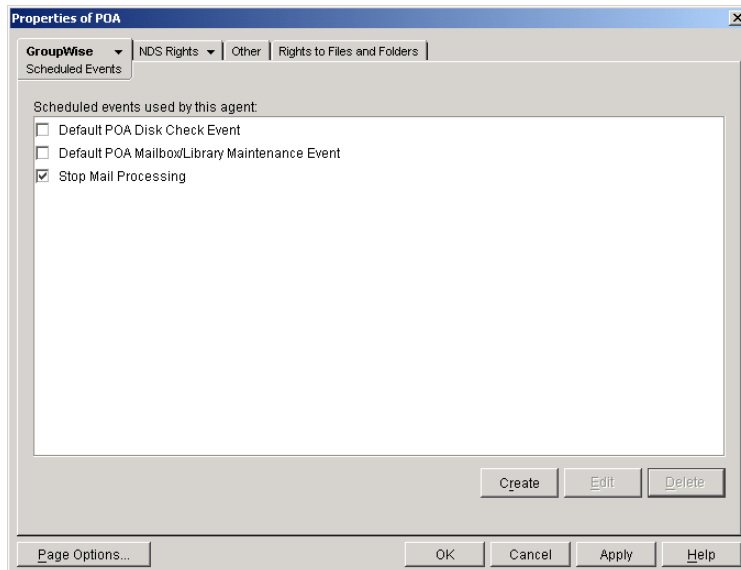 Properties of POA
GroupWise NDS Rights Other Rights to Files and Folders
Scheduled Events
Scheduled events used by this agent:
Default POA Disk Check Event
Default POA Mailbox/Library Maintenance Event
Stop Mail Processing
Create Edit Delete
Page Options... OK Cancel Apply Help